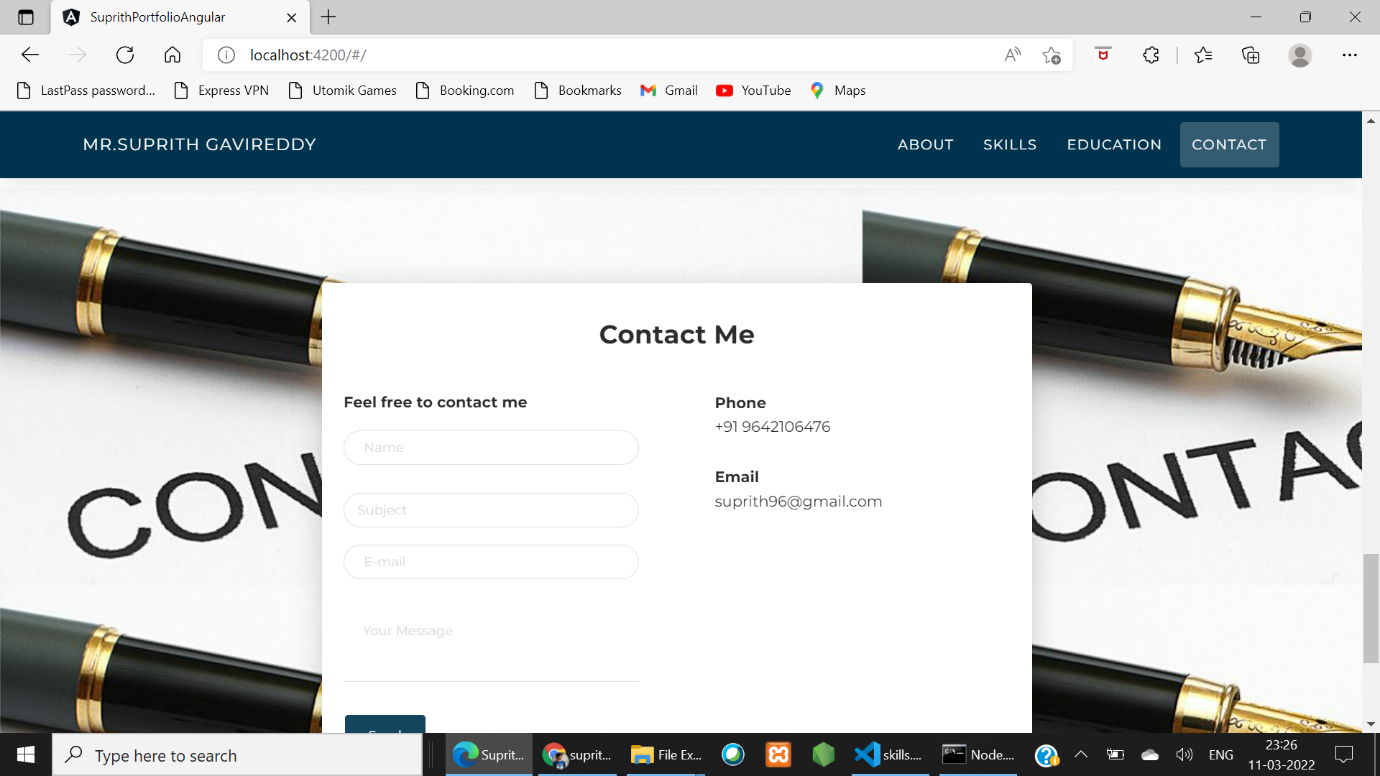 SuprithPortfolioAngular
localhost:4200/#/
LastPass password... Express VPN Utomik Games Booking.com Bookmarks Gmail YouTube Maps
MR.SUPRITH GAVIREDDY ABOUT SKILLS EDUCATION CONTACT
Contact Me
Feel free to contact me
Name
Subject
E-mail
Your Message
Send
Phone
+91 9642106476
Email
suprith96@gmail.com
CON
ONTAC
Type here to search Suprit... suprit... File Ex... skills.... Node.... ENG 23:26
11-03-2022